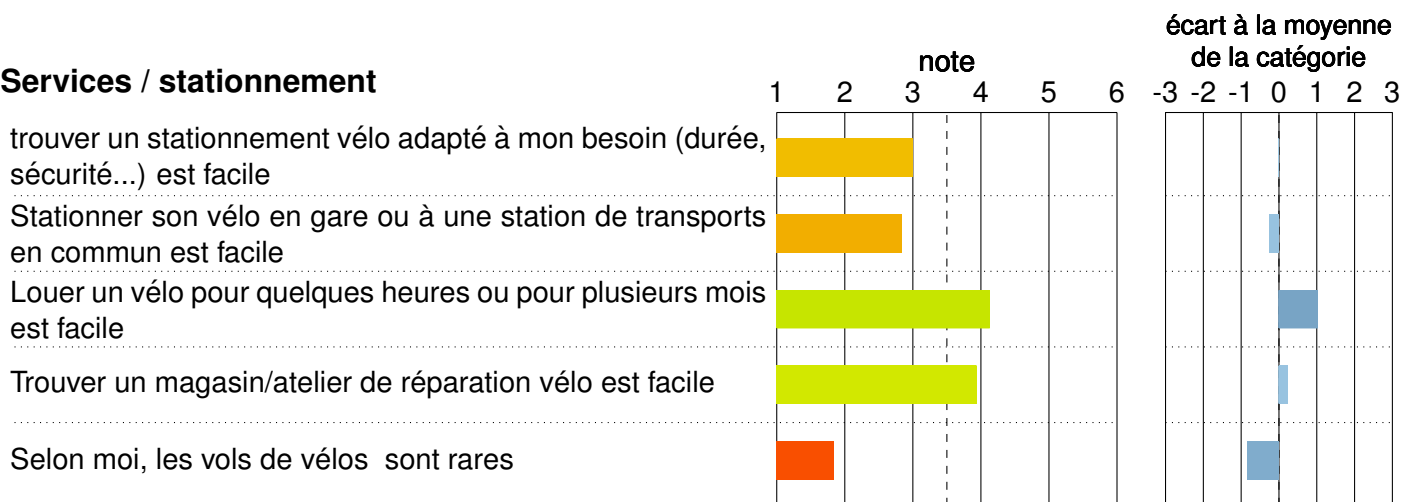 écart à la moyenne
note de la catégorie
Services / stationnement
1 2 3 4 5 6 -3 -2 -1 0 1 2 3
trouver un stationnement vélo adapté à mon besoin (durée,
sécurité...) est facile
Stationner son vélo en gare ou à une station de transports
en commun est facile
Louer un vélo pour quelques heures ou pour plusieurs mois
est facile
Trouver un magasin/atelier de réparation vélo est facile
Selon moi, les vols de vélos sont rares